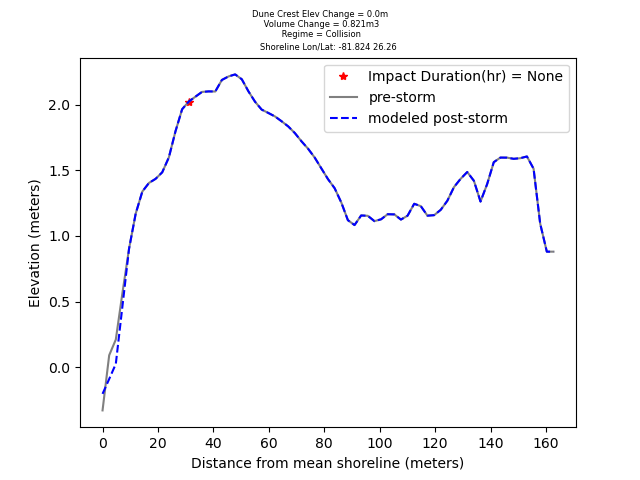 Dune Crest Elev Change = 0.0m
Volume Change = 0.821m3
Regime = Collision
Shoreline Lon/Lat: -81.824 26.26
Impact Duration(hr) = None
pre-storm
modeled post-storm
Elevation (meters)
2.0
1.5
1.0
0.5
0.0
0 20 40 60 80 100 120 140 160
Distance from mean shoreline (meters)